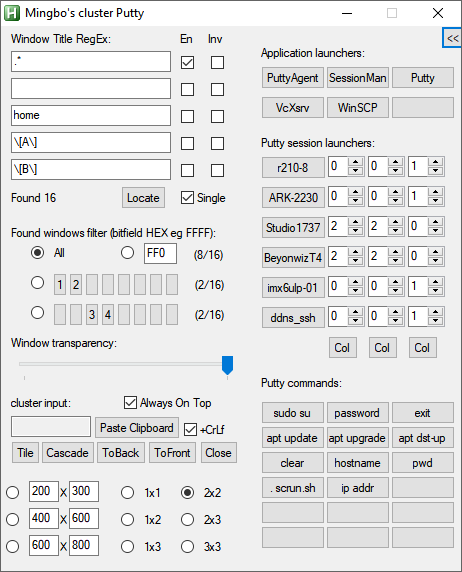 Mingbo's cluster Putty
<<
Window Title RegEx: En Inv
.*
home
\[A\]
\[B\]
Found 16 Locate Single
Found windows filter (bitfield HEX eg FFFF):
All FF0 (8/16)
1 2 (2/16)
3 4 (2/16)
Window transparency:
cluster input: Always On Top
Paste Clipboard +CrLf
Tile Cascade ToBack ToFront Close
200 X 300 1x1 2x2
400 X 600 1x2 2x3
600 X 800 1x3 3x3
Application launchers:
PuttyAgent SessionMan Putty
VcXsrv WinSCP
Putty session launchers:
r210-8 0 0 1
ARK-2230 0 0 1
Studio1737 2 2 0
BeyonwizT4 2 2 0
imx6ulp-01 0 0 1
ddns_ssh 0 0 1
Col Col Col
Putty commands:
sudo su password exit
apt update apt upgrade apt dst-up
clear hostname pwd
. scrun.sh ip addr